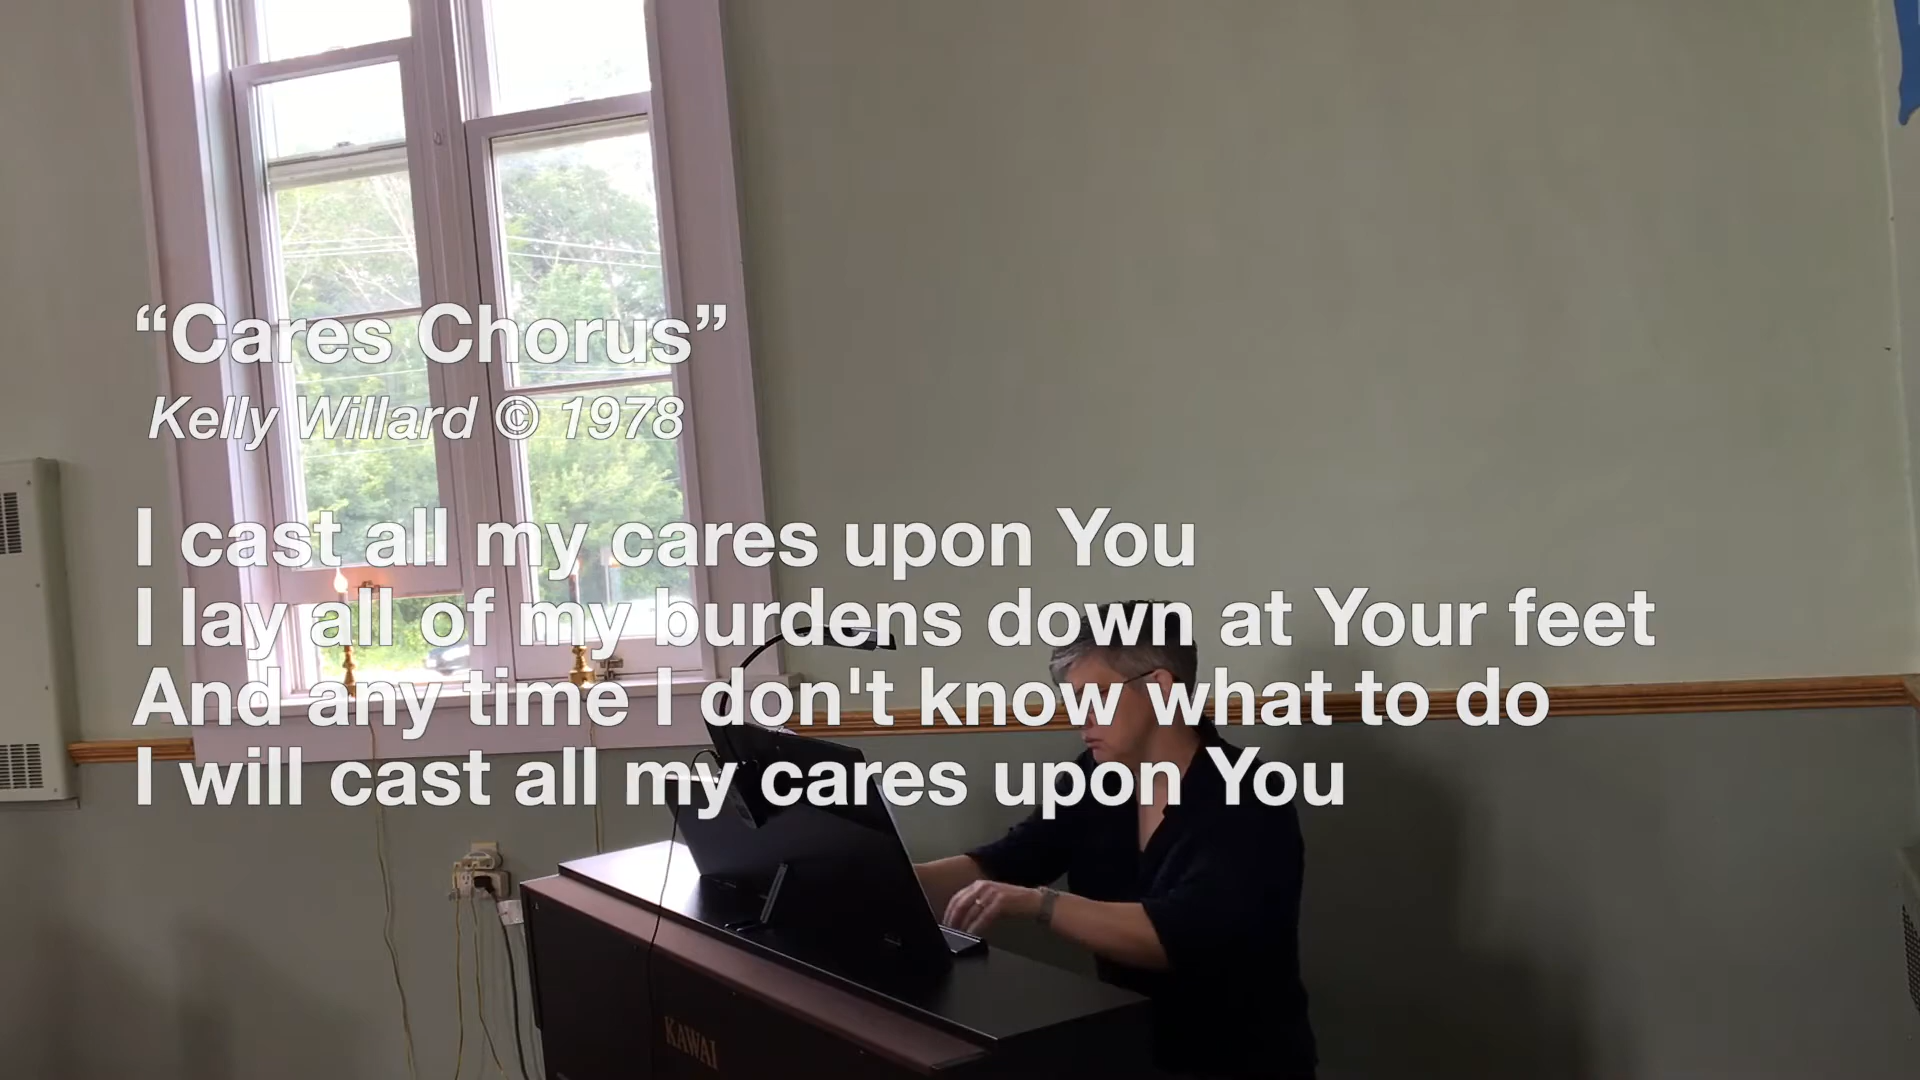 “Cares Chorus”
Kelly Willard © 1978
I cast all my cares upon You
I lay all of my burdens down at Your feet
And any time I don't know what to do
I will cast all my cares upon You
KAWAI